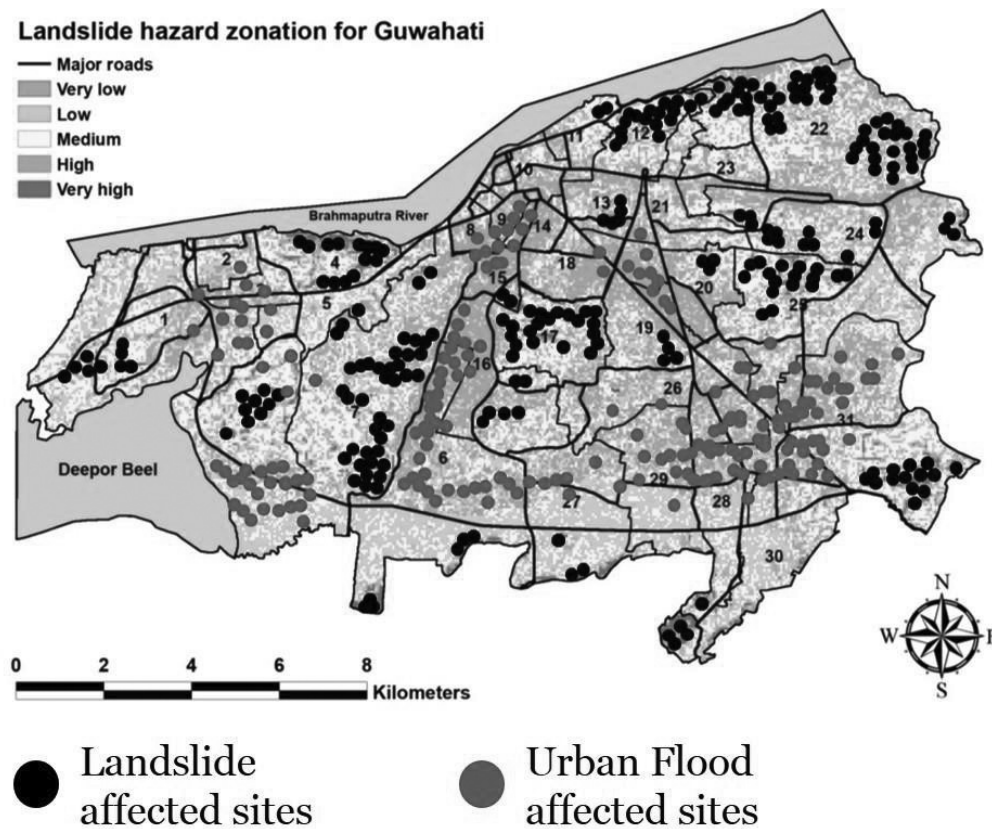 Landslide hazard zonation for Guwahati
Major roads
Very low
Low
Medium
High
Very high
Brahmaputra River
Deepor Beel
1
2
4
5
6
7
8
9
10
11
12
13
14
15
16
17
18
19
20
21
22
23
24
25
26
27
28
29
30
31
N
W
E
S
0 2 4 6 8
Kilometers
Landslide
affected sites
Urban Flood
affected sites